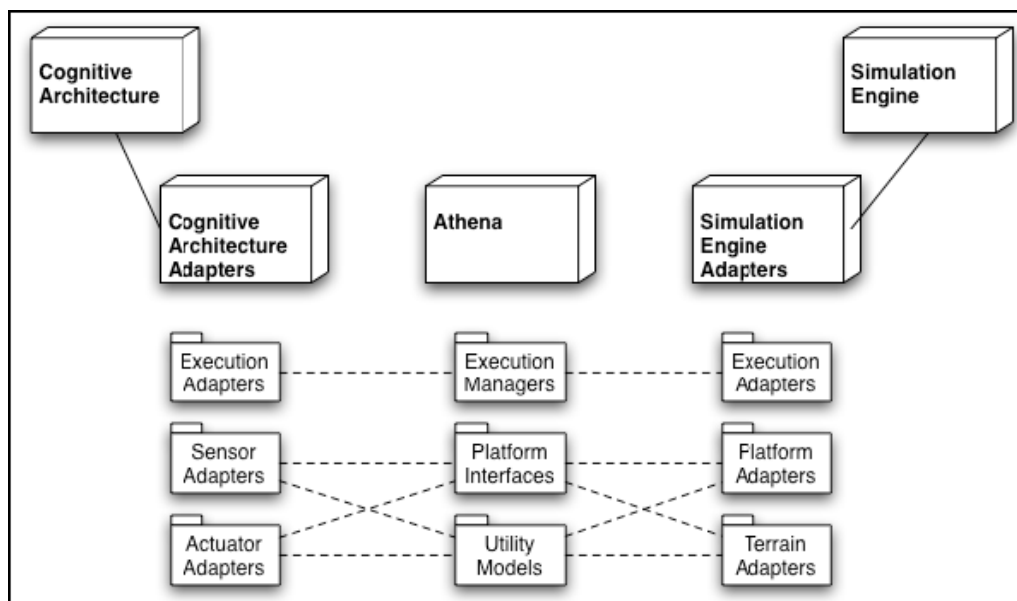 Cognitive
Architecture
Simulation
Engine
Cognitive
Architecture
Adapters
Athena
Simulation
Engine
Adapters
Execution
Adapters
Execution
Managers
Execution
Adapters
Sensor
Adapters
Platform
Interfaces
Flatform
Adapters
Actuator
Adapters
Utility
Models
Terrain
Adapters